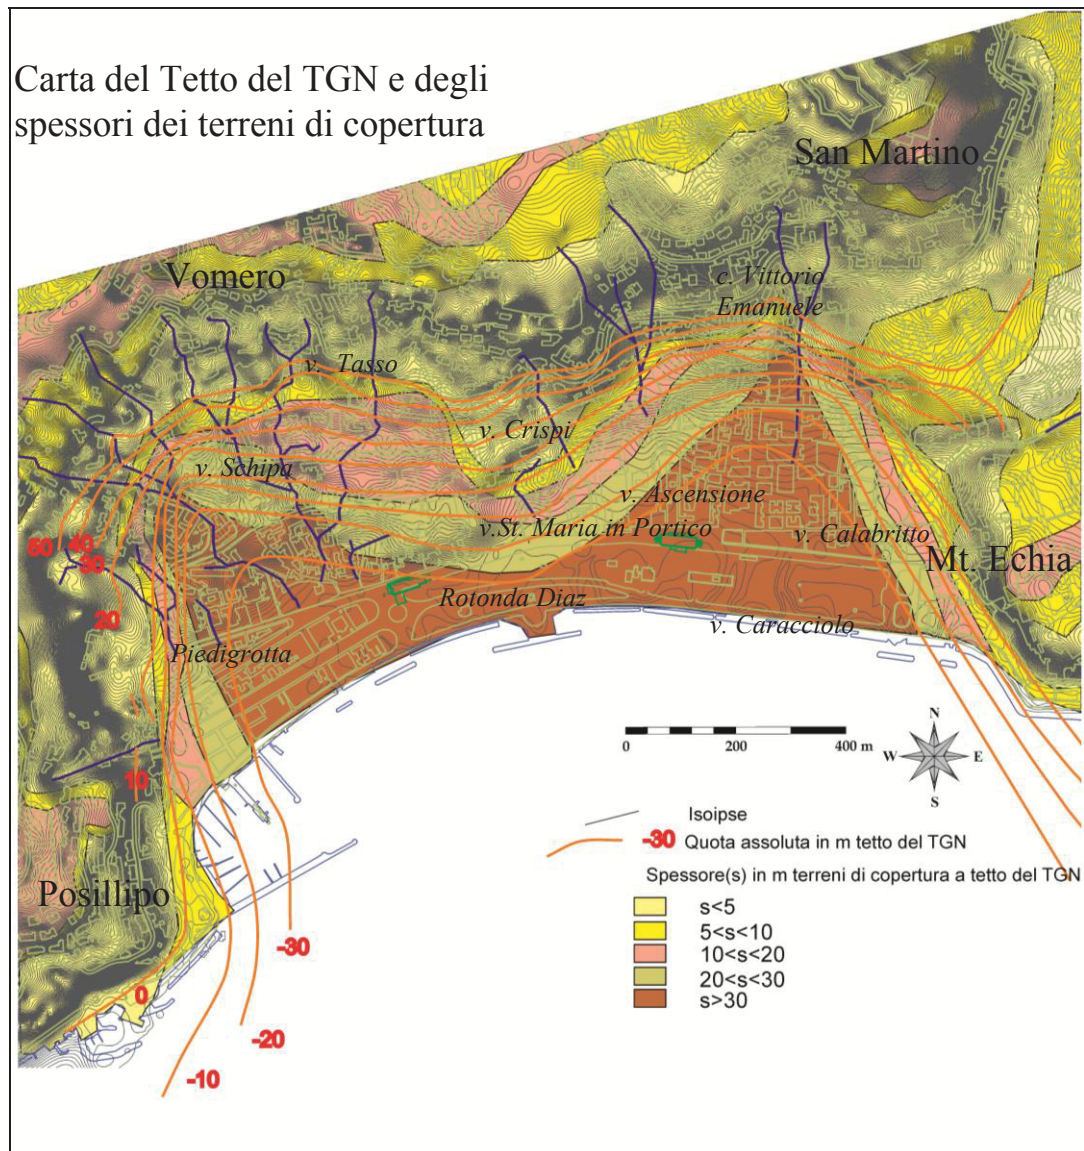 Carta del Tetto del TGN e degli
spessori dei terreni di copertura
San Martino
Vomero
c. Vittorio
Emanuele
v. Tasso
v. Crispi
v. Schipa
v. Ascensione
v.St. Maria in Portico
v. Calabritto
50
40
30
Mt. Echia
Rotonda Diaz
20
v. Caracciolo
Piedigrotta
N
W
E
S
0
200
400 m
10
Isoipse
-30 Quota assoluta in m tetto del TGN
Spessore(s) in m terreni di copertura a tetto del TGN
Posillipo
s<5
5<s<10
10<s<20
20<s<30
s>30
-30
0
-20
-10